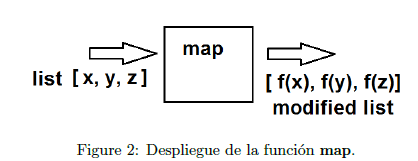 map
list [ x, y, z ]
[ f(x), f(y), f(z)]
modified list
Figure 2: Despliegue de la función map.